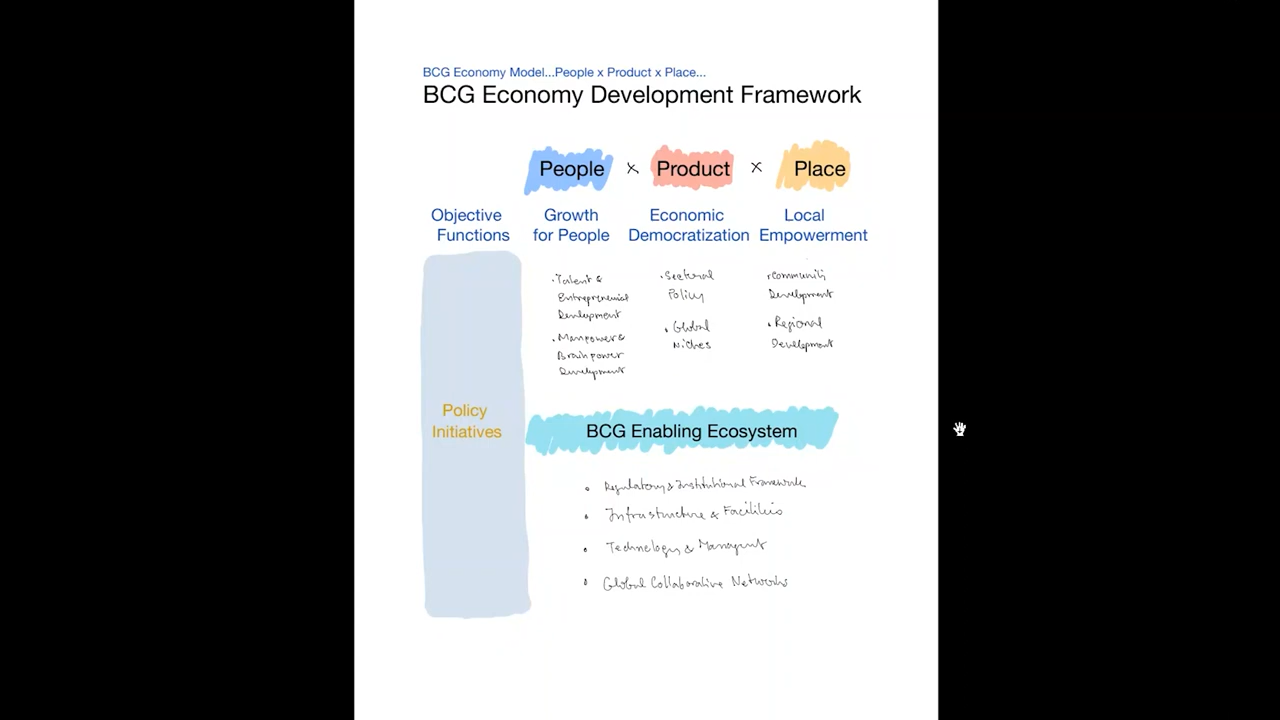 BCG Economy Model...People x Product x Place...
BCG Economy Development Framework
People x Product x Place
Objective Functions
Growth for People
Economic Democratization
Local Empowerment
• Talent &
Entrepreneurial
Development
• Manpower &
Brainpower
Development
• Sectoral
Policy
• Global
Niches
• Communiti
Development
• Regional
Development
Policy
Initiatives
BCG Enabling Ecosystem
• Regulatory & Institutional Framework
• Infrastructure & Facilities
• Technology & Managment
• Global Collaborative Networks